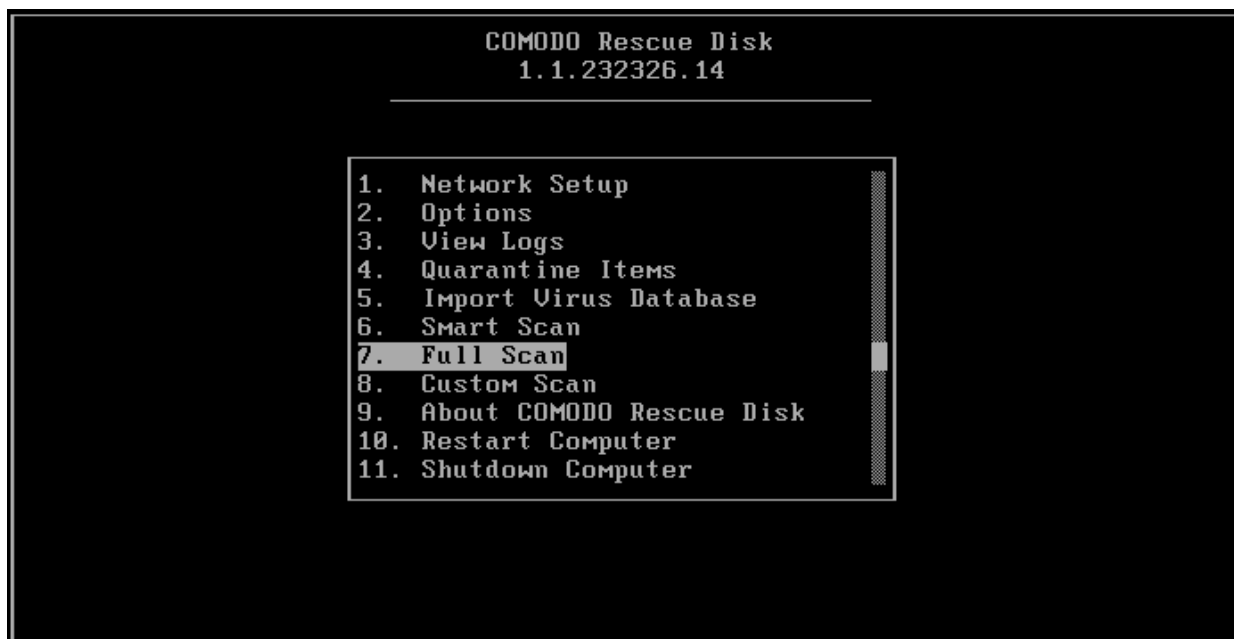 COMODO Rescue Disk
1.1.232326.14
1. Network Setup
2. Options
3. View Logs
4. Quarantine Items
5. Import Virus Database
6. Smart Scan
7. Full Scan
8. Custom Scan
9. About COMODO Rescue Disk
10. Restart Computer
11. Shutdown Computer